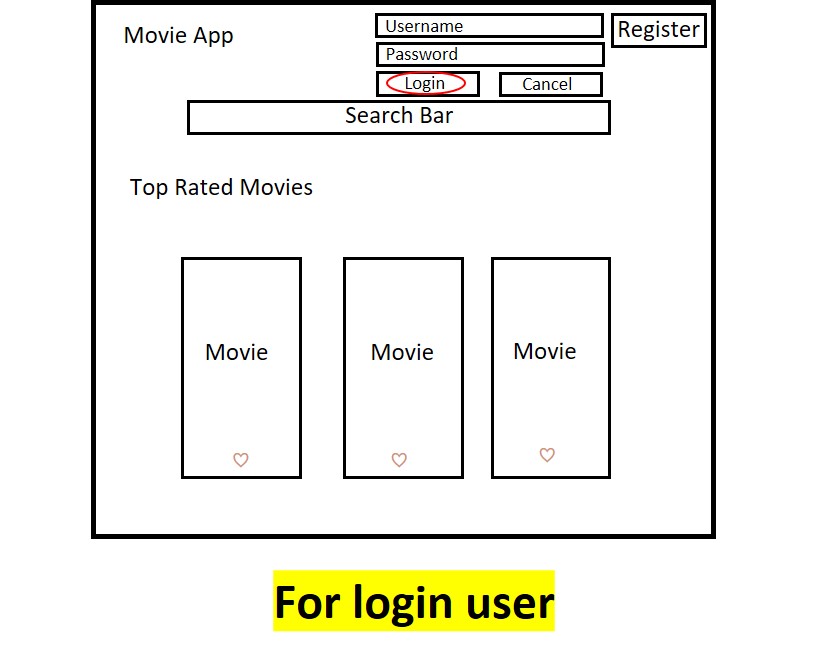 Movie App
Username
Register
Password
Login
Cancel
Search Bar
Top Rated Movies
Movie
Movie
Movie
For login user